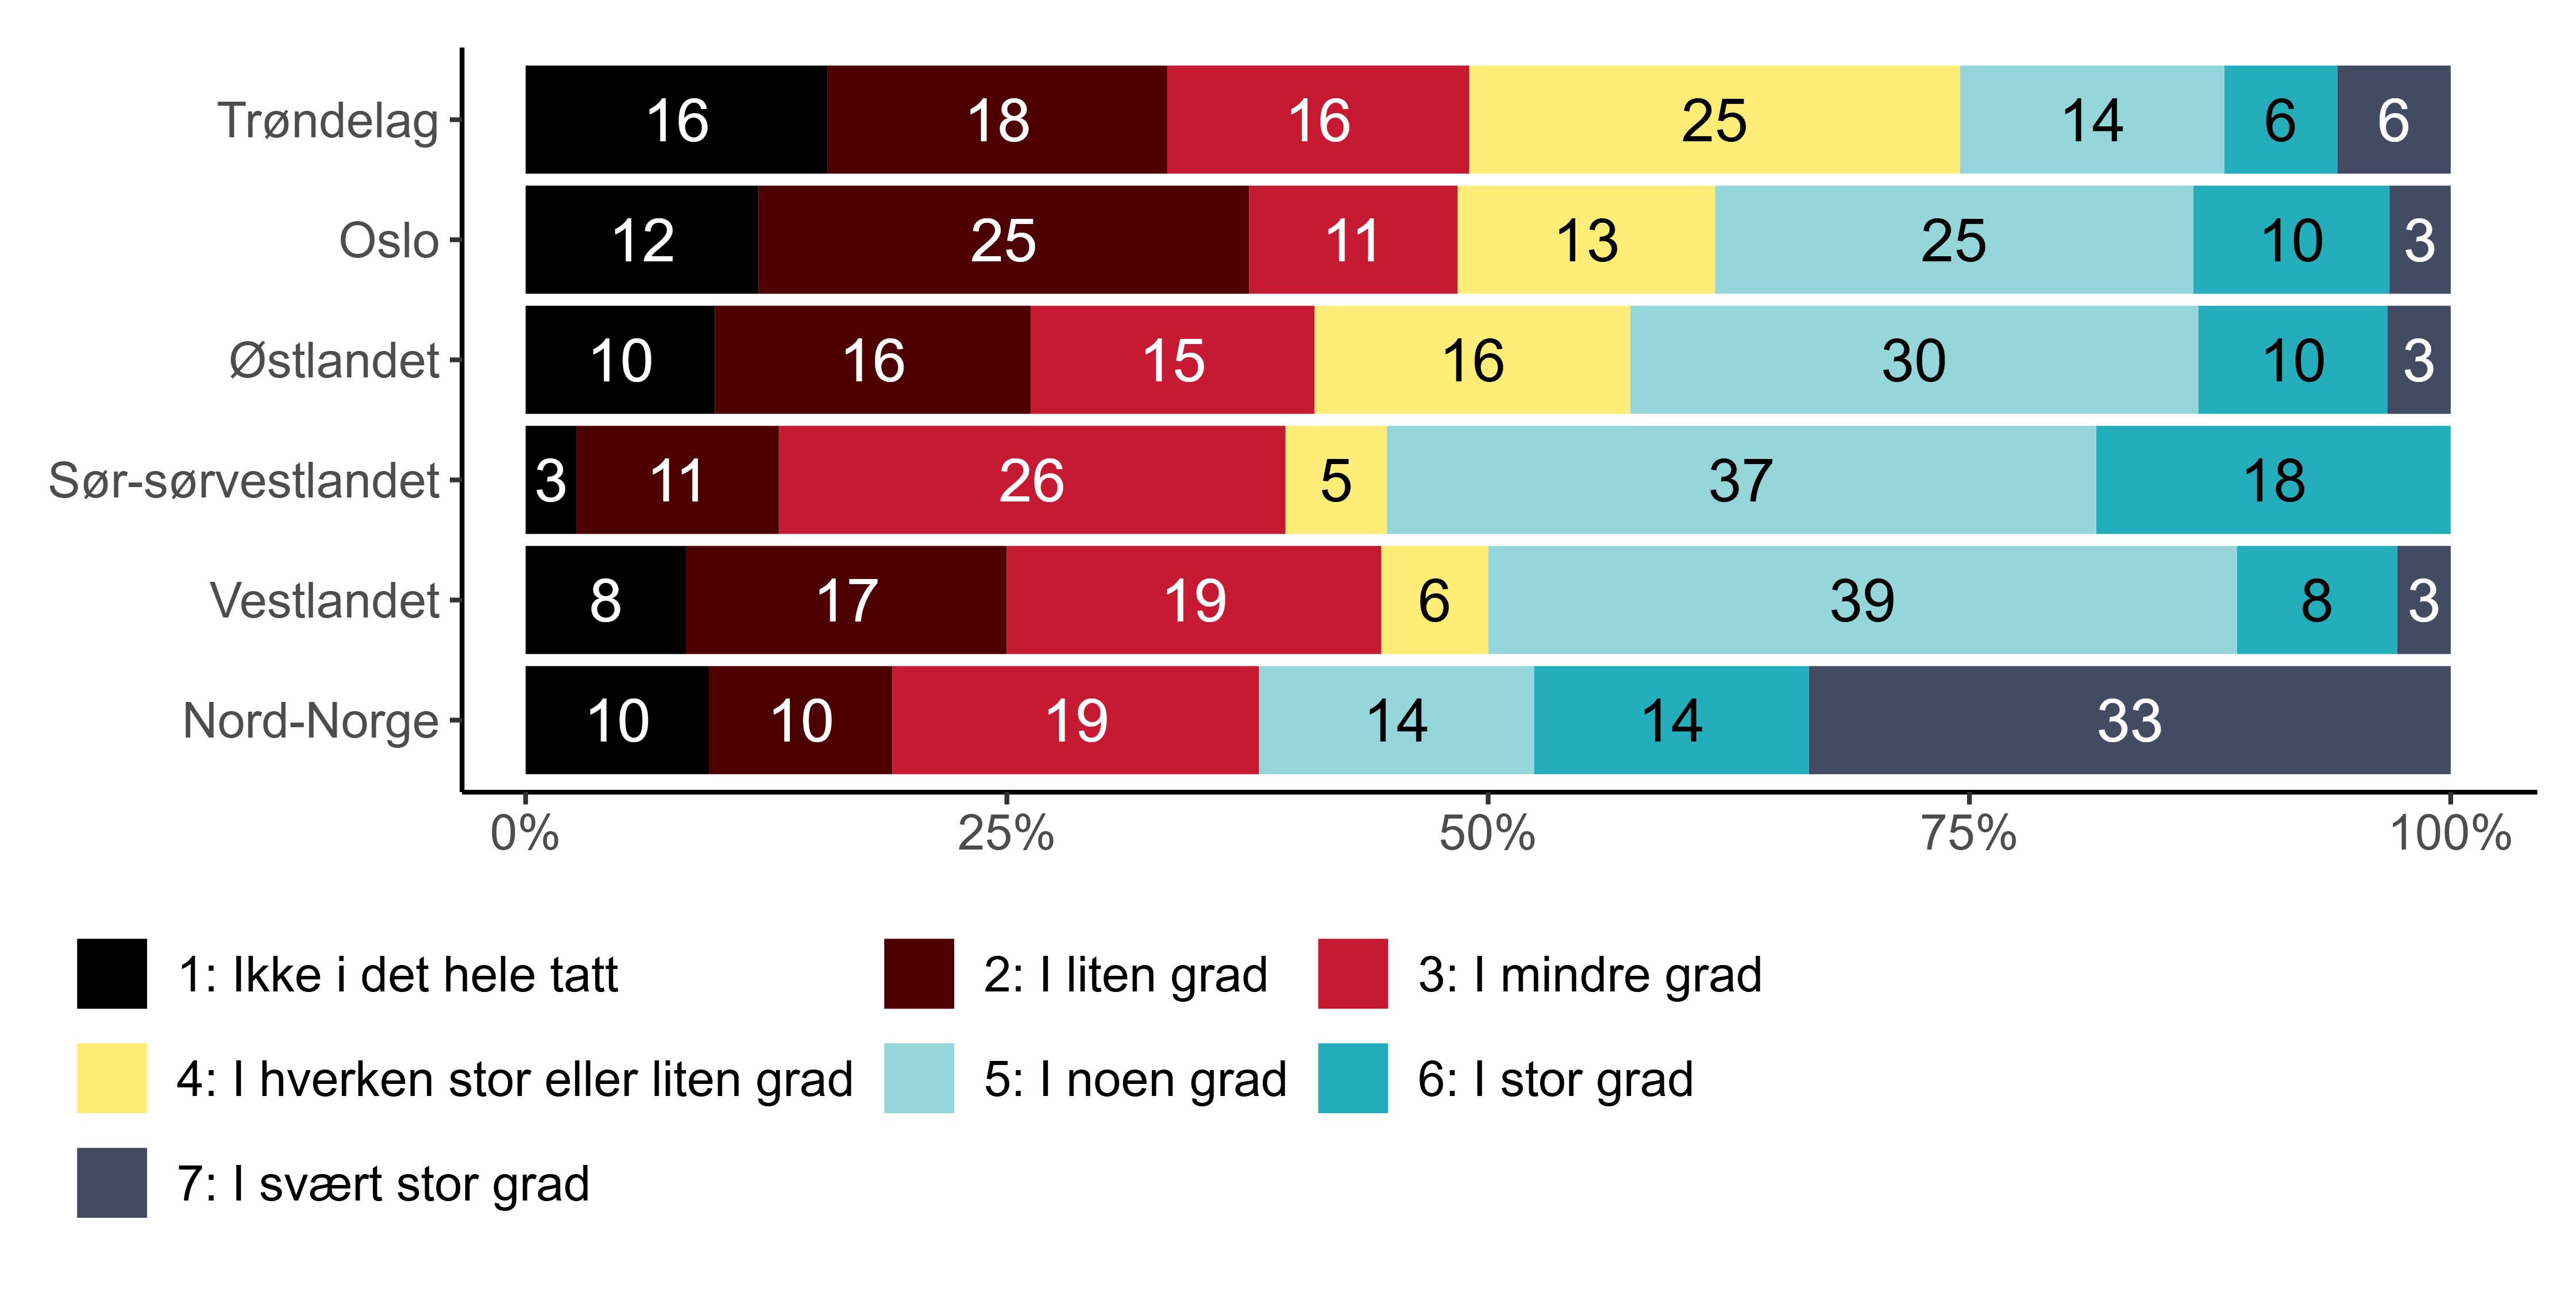 Trøndelag 16 18 16 25 14 6 6
Oslo 12 25 11 13 25 10 3
Østlandet 10 16 15 16 30 10 3
Sør-sørvestlandet 3 11 26 5 37 18
Vestlandet 8 17 19 6 39 8 3
Nord-Norge 10 10 19 14 14 33
0% 25% 50% 75% 100%
1: Ikke i det hele tatt 2: I liten grad 3: I mindre grad
4: I hverken stor eller liten grad 5: I noen grad 6: I stor grad
7: I svært stor grad